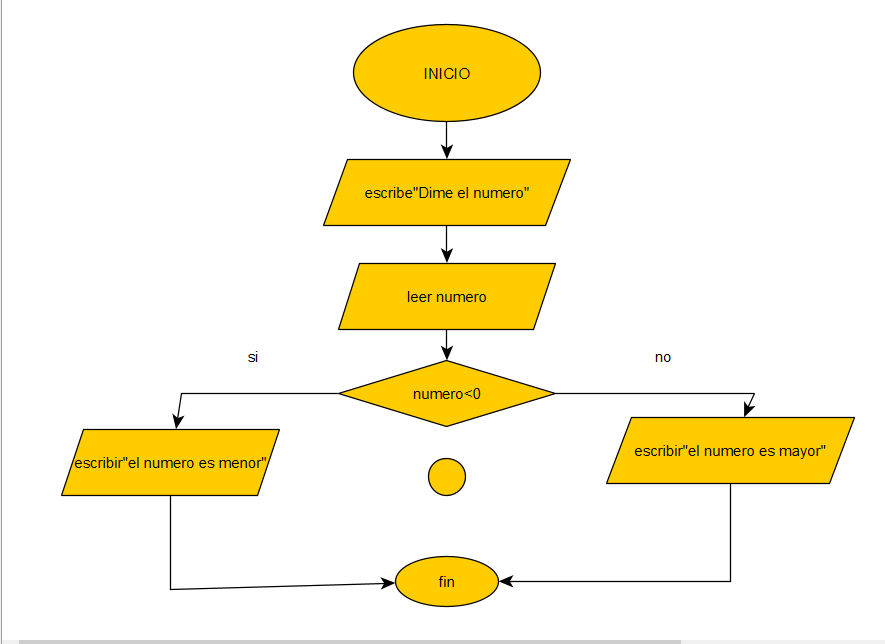 INICIO
escribe"Dime el numero"
leer numero
si
no
numero<0
escribir"el numero es menor"
escribir"el numero es mayor"
fin